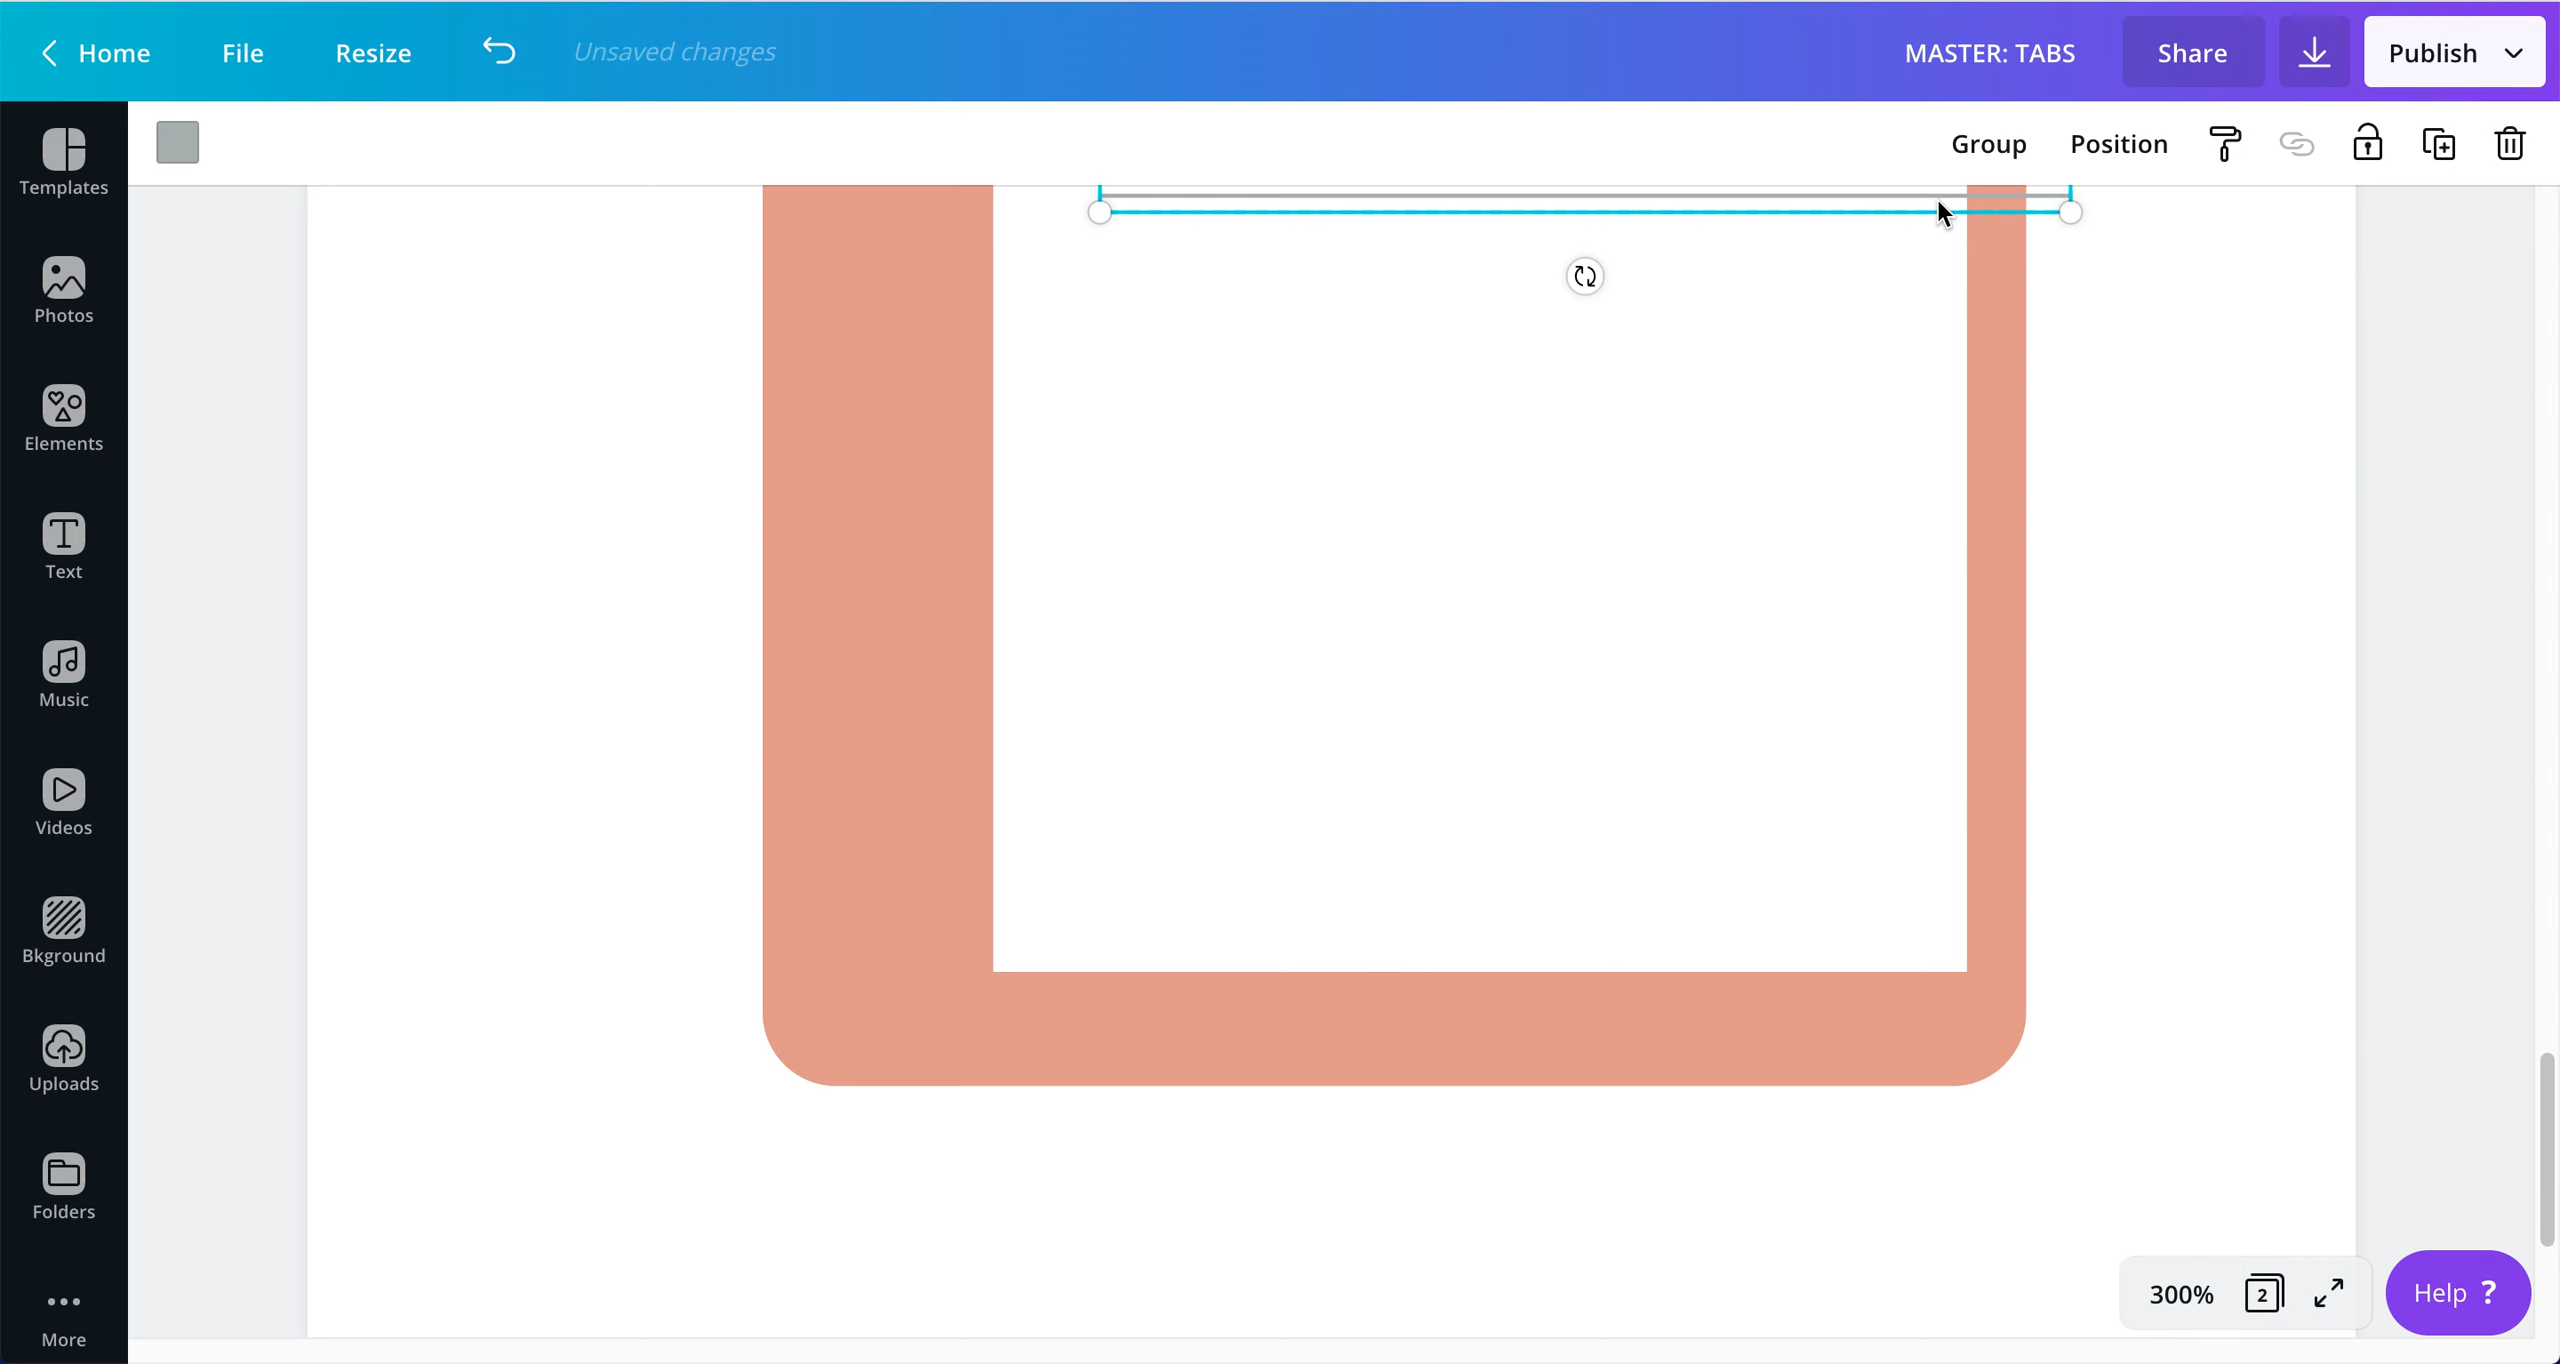 Home File Resize Unsaved changes MASTER: TABS Share Publish
Group Position
Templates
Photos
Elements
Text
Music
Videos
Bkground
Uploads
Folders
More
300% 2 Help ?